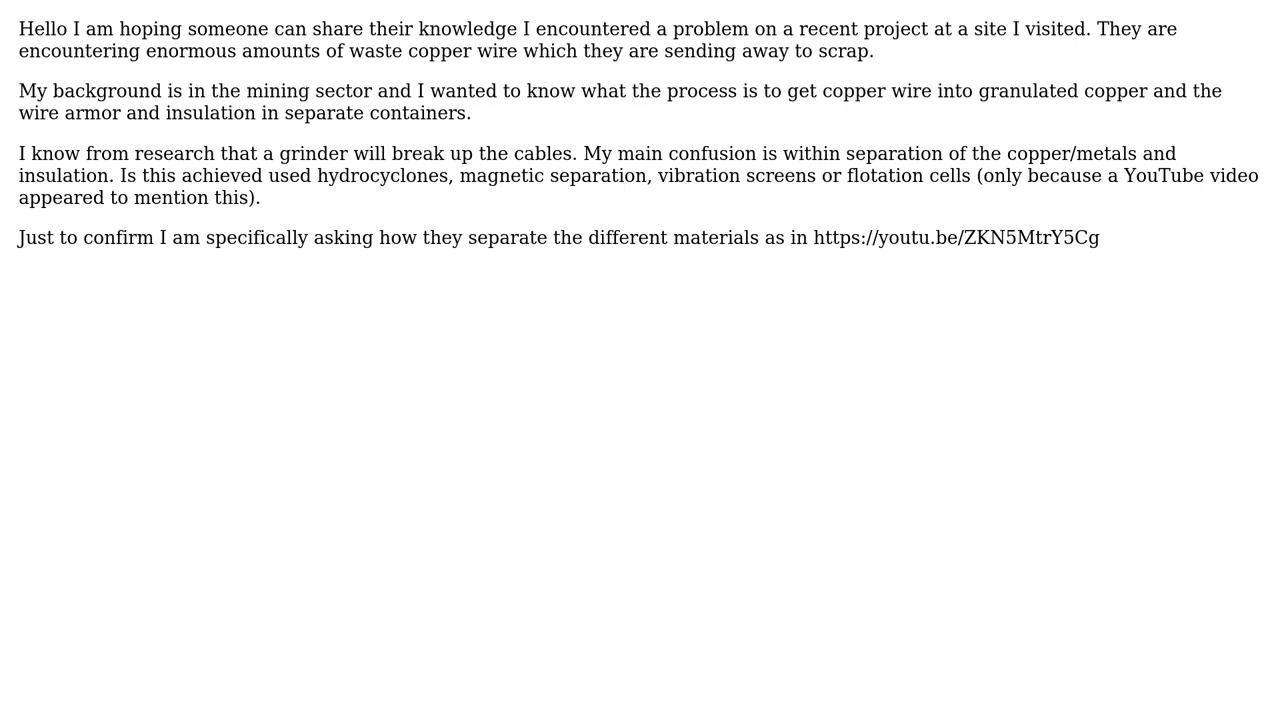 Hello I am hoping someone can share their knowledge I encountered a problem on a recent project at a site I visited. They are
encountering enormous amounts of waste copper wire which they are sending away to scrap.
My background is in the mining sector and I wanted to know what the process is to get copper wire into granulated copper and the
wire armor and insulation in separate containers.
I know from research that a grinder will break up the cables. My main confusion is within separation of the copper/metals and
insulation. Is this achieved used hydrocyclones, magnetic separation, vibration screens or flotation cells (only because a YouTube video
appeared to mention this).
Just to confirm I am specifically asking how they separate the different materials as in https://youtu.be/ZKN5MtrY5Cg